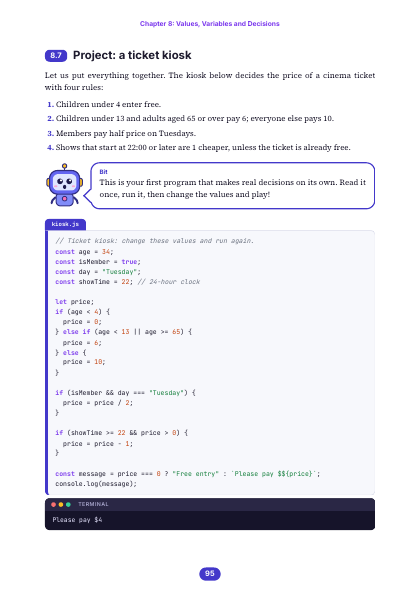 Chapter 8: Values, Variables and Decisions
8.7 Project: a ticket kiosk
Let us put everything together. The kiosk below decides the price of a cinema ticket
with four rules:
1. Children under 4 enter free.
2. Children under 13 and adults aged 65 or over pay 6; everyone else pays 10.
3. Members pay half price on Tuesdays.
4. Shows that start at 22:00 or later are 1 cheaper, unless the ticket is already free.
Bit
This is your first program that makes real decisions on its own. Read it
once, run it, then change the values and play!
kiosk.js
// Ticket kiosk: change these values and run again.
const age = 34;
const isMember = true;
const day = "Tuesday";
const showTime = 22; // 24-hour clock

let price;
if (age < 4) {
  price = 0;
} else if (age < 13 || age >= 65) {
  price = 6;
} else {
  price = 10;
}

if (isMember && day === "Tuesday") {
  price = price / 2;
}

if (showTime >= 22 && price > 0) {
  price = price - 1;
}

const message = price === 0 ? "Free entry" : `Please pay $${price}`;
console.log(message);
TERMINAL
Please pay $4
95